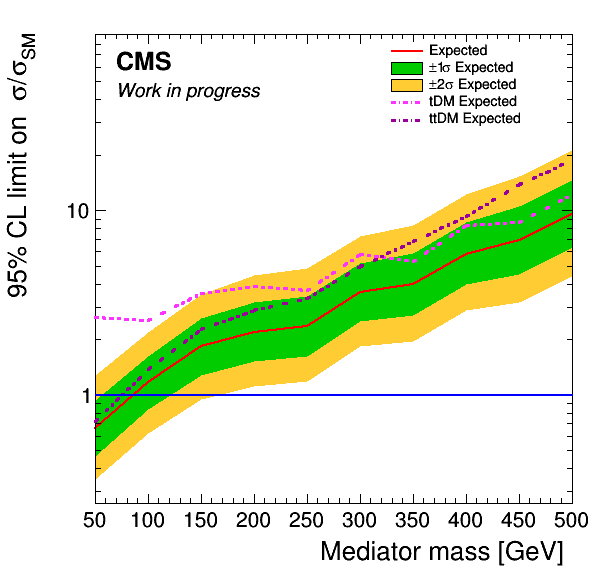 CMS
Work in progress
Expected
±1σ Expected
±2σ Expected
tDM Expected
ttDM Expected
95% CL limit on σ/σSM
10
1
50 100 150 200 250 300 350 400 450 500
Mediator mass [GeV]